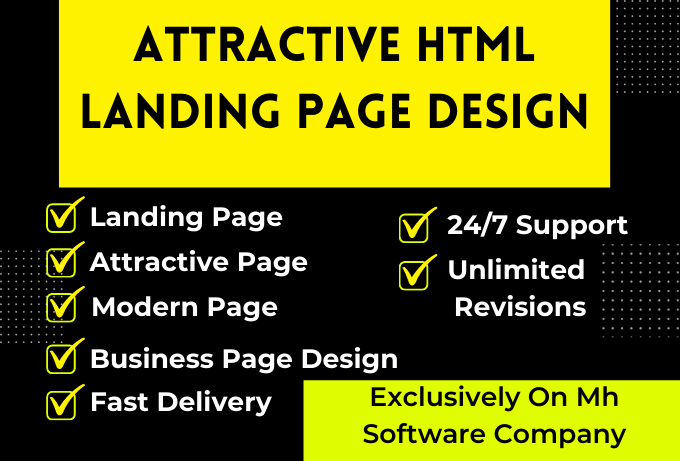 ATTRACTIVE HTML
LANDING PAGE DESIGN
Landing Page
Attractive Page
Modern Page
Business Page Design
Fast Delivery
24/7 Support
Unlimited
Revisions
Exclusively On Mh
Software Company